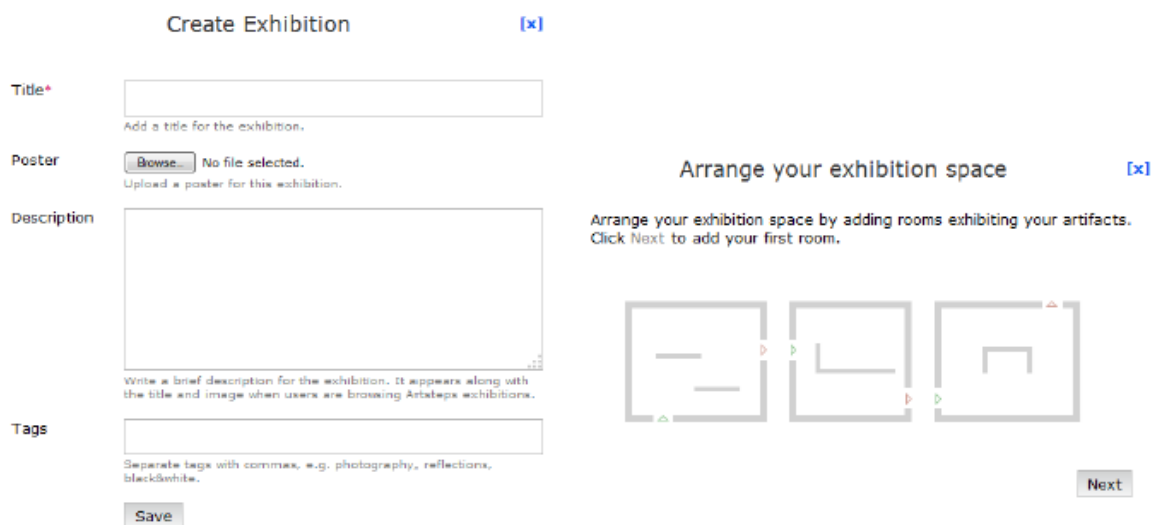 Create Exhibition
[x]
Title*
Add a title for the exhibition.
Poster
Browse... No file selected.
Upload a poster for this exhibition.
Description
Write a brief description for the exhibition. It appears along with
the title and image when users are browsing Artsteps exhibitions.
Tags
Separate tags with commas, e.g. photography, reflections,
black&white.
Save
Arrange your exhibition space
[x]
Arrange your exhibition space by adding rooms exhibiting your artifacts.
Click Next to add your first room.
Next